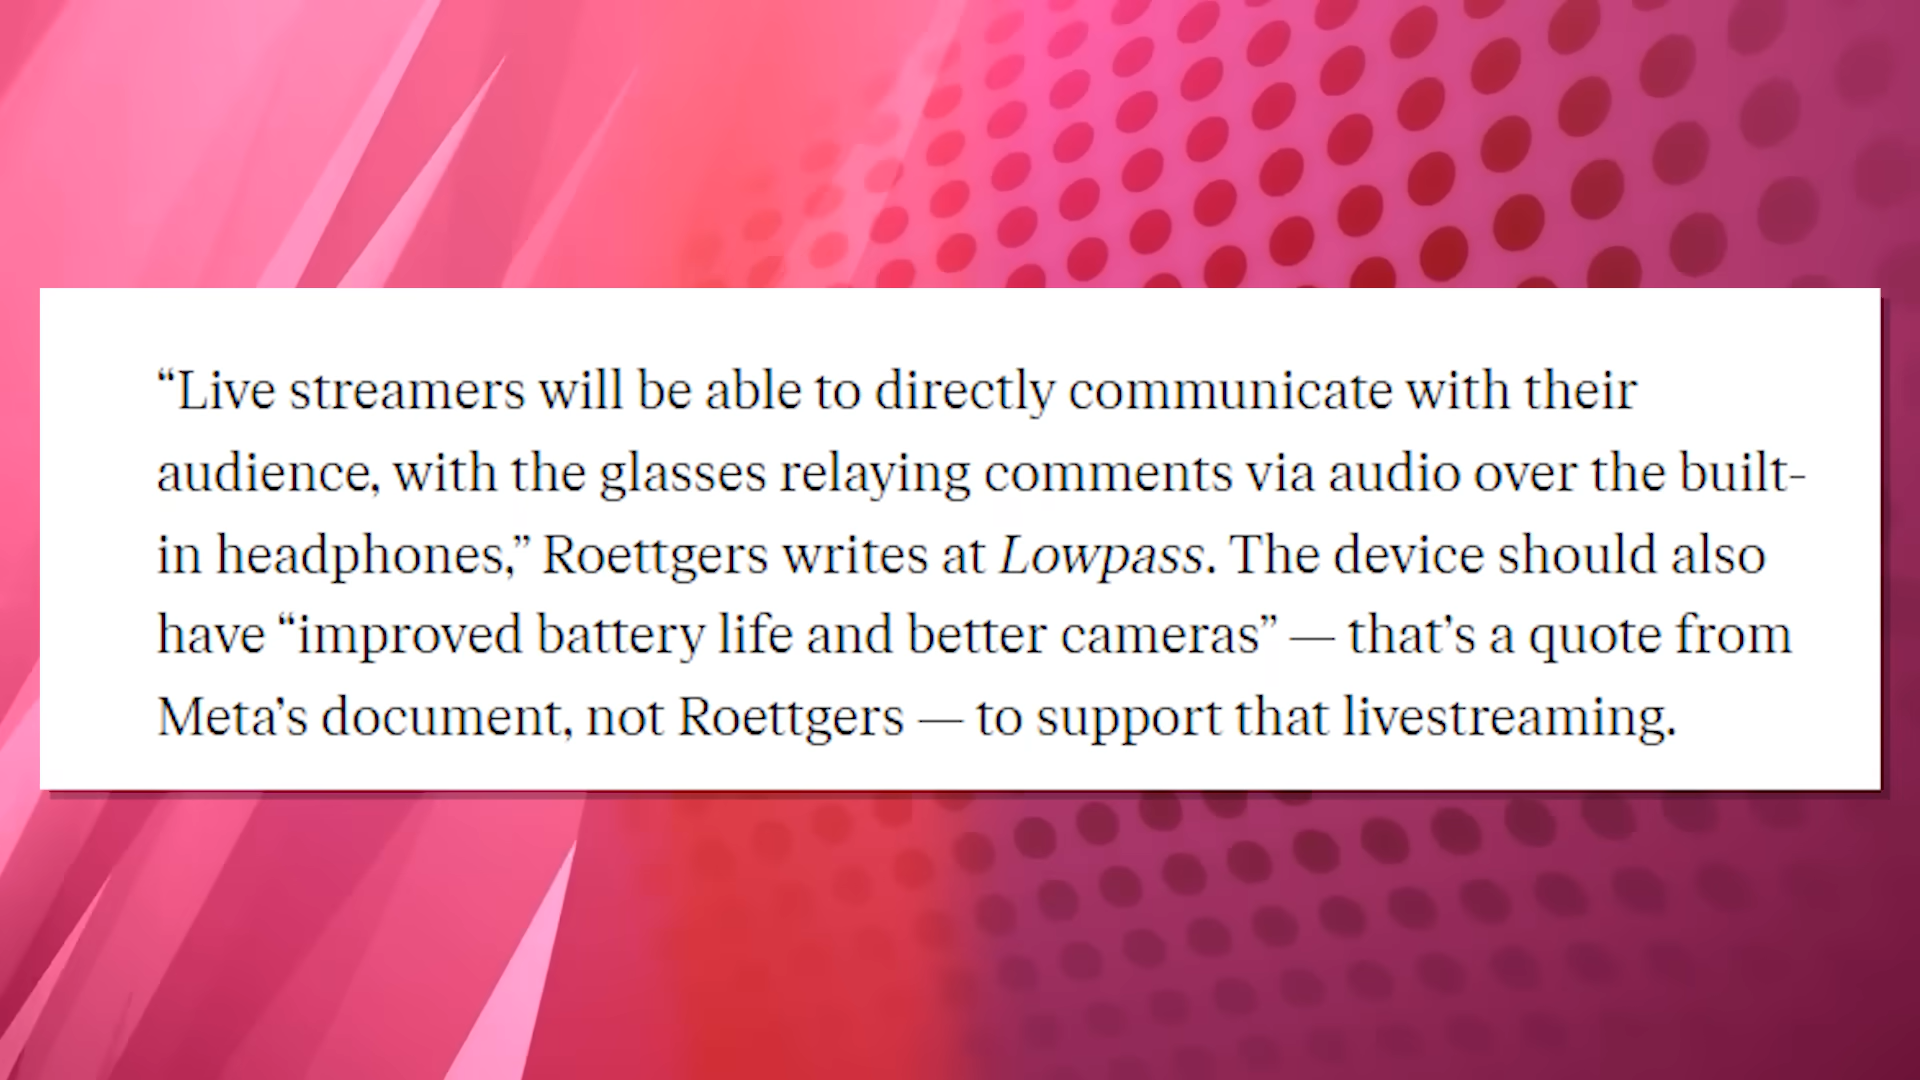 “Live streamers will be able to directly communicate with their
audience, with the glasses relaying comments via audio over the built-
in headphones,” Roettgers writes at Lowpass. The device should also
have “improved battery life and better cameras” — that’s a quote from
Meta’s document, not Roettgers — to support that livestreaming.